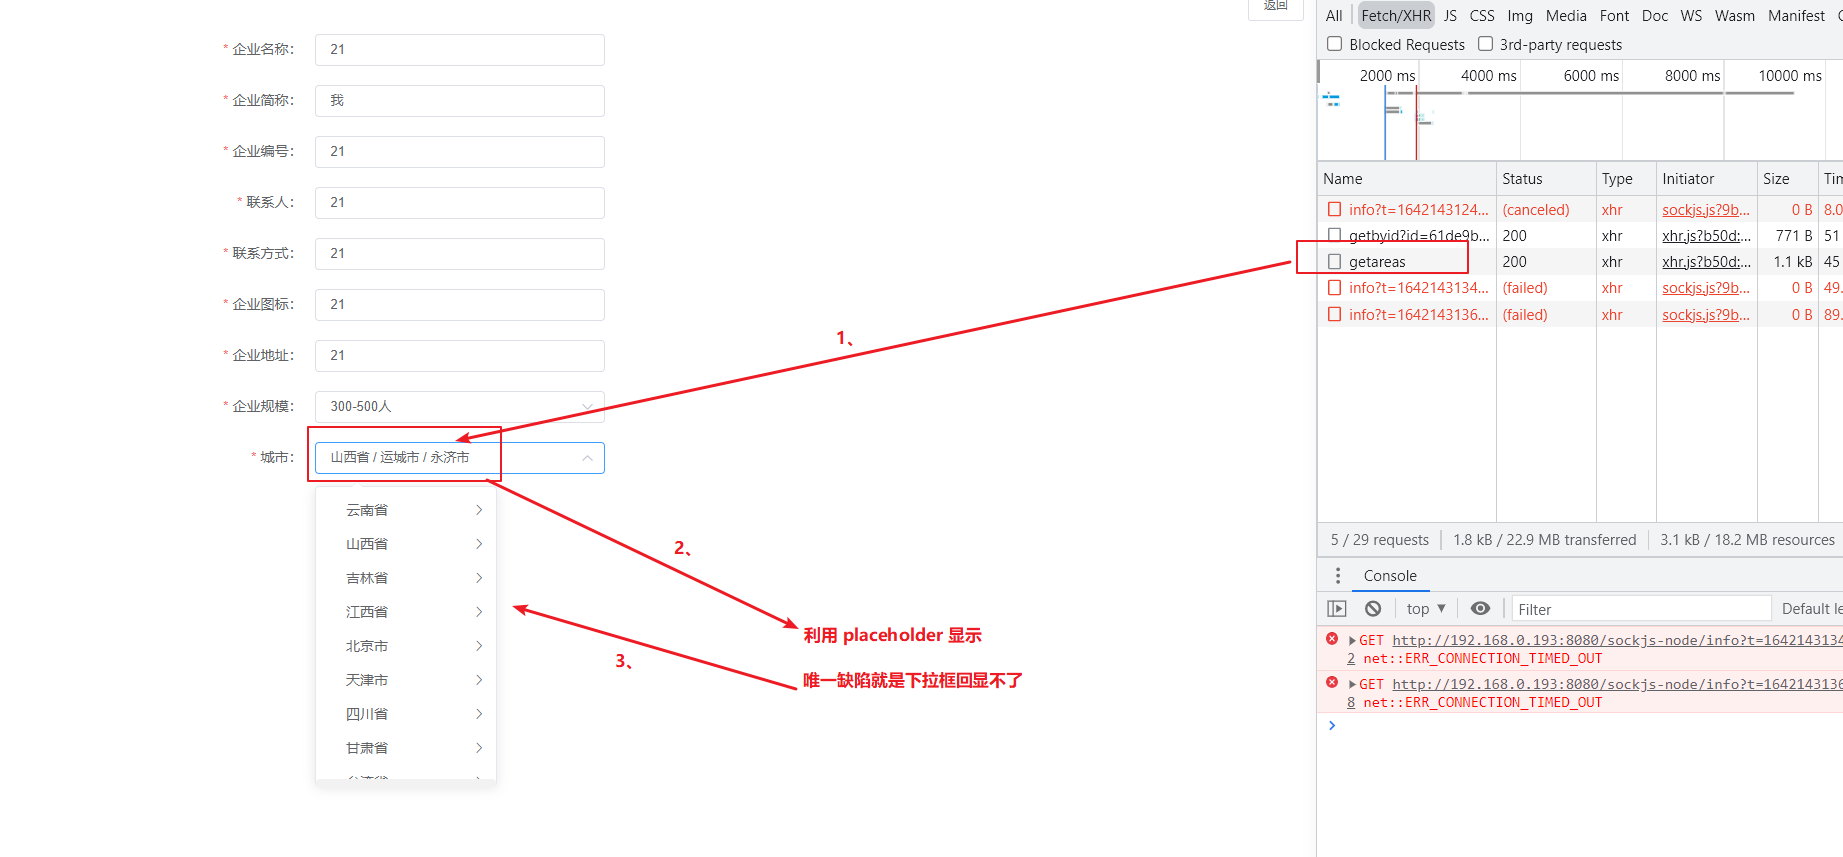 返回
* 企业名称： 21
* 企业简称： 我
* 企业编号： 21
* 联系人： 21
* 联系方式： 21
* 企业图标： 21
* 企业地址： 21
* 企业规模： 300-500人
* 城市： 山西省 / 运城市 / 永济市
云南省
山西省
吉林省
江西省
北京市
天津市
四川省
甘肃省
1、
2、
利用 placeholder 显示
3、
唯一缺陷就是下拉框回显不了
All Fetch/XHR JS CSS Img Media Font Doc WS Wasm Manifest
Blocked Requests 3rd-party requests
2000 ms 4000 ms 6000 ms 8000 ms 10000 ms
Name Status Type Initiator Size Tim
info?t=1642143124... (canceled) xhr sockjs.js?9b... 0 B 8.0
getbyid?id=61de9b... 200 xhr xhr.js?b50d:... 771 B 51
getareas 200 xhr xhr.js?b50d:... 1.1 kB 45
info?t=1642143134... (failed) xhr sockjs.js?9b... 0 B 49.
info?t=1642143136... (failed) xhr sockjs.js?9b... 0 B 89.
5 / 29 requests 1.8 kB / 22.9 MB transferred 3.1 kB / 18.2 MB resources
Console
top ▼ Filter Default le
▶GET http://192.168.0.193:8080/sockjs-node/info?t=1642143134
2 net::ERR_CONNECTION_TIMED_OUT
▶GET http://192.168.0.193:8080/sockjs-node/info?t=1642143136
8 net::ERR_CONNECTION_TIMED_OUT